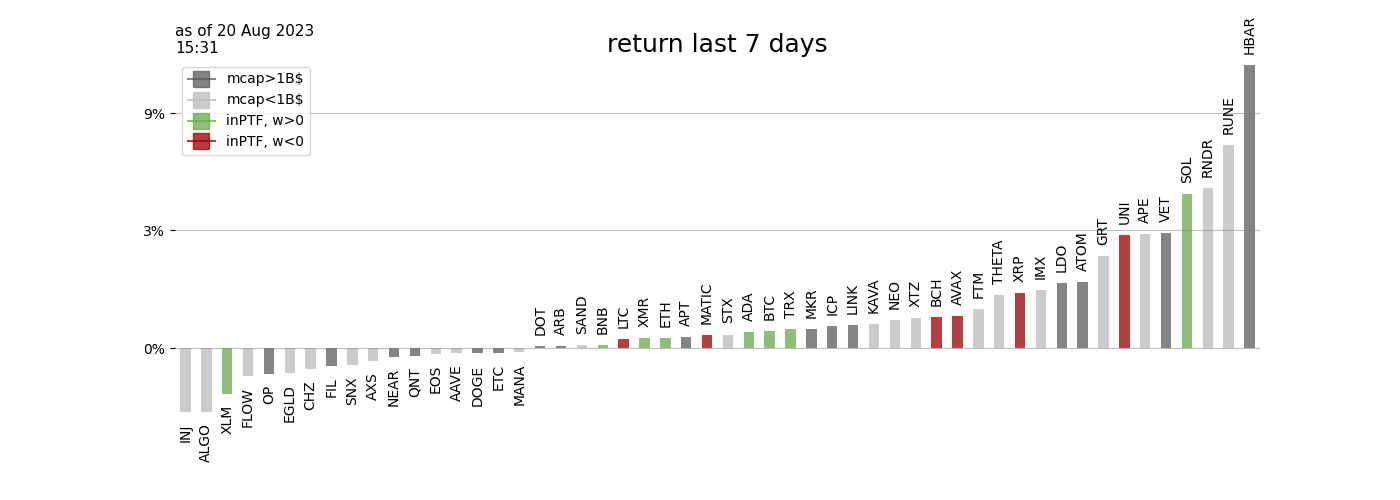 as of 20 Aug 2023
15:31
return last 7 days
mcap>1B$
mcap<1B$
inPTF, w>0
inPTF, w<0
9%
3%
0%
INJ
ALGO
XLM
FLOW
OP
EGLD
CHZ
FIL
SNX
AXS
NEAR
QNT
EOS
AAVE
DOGE
ETC
MANA
DOT
ARB
SAND
BNB
LTC
XMR
ETH
APT
MATIC
STX
ADA
BTC
TRX
MKR
ICP
LINK
KAVA
NEO
XTZ
BCH
AVAX
FTM
THETA
XRP
IMX
LDO
ATOM
GRT
UNI
APE
VET
SOL
RNDR
RUNE
HBAR